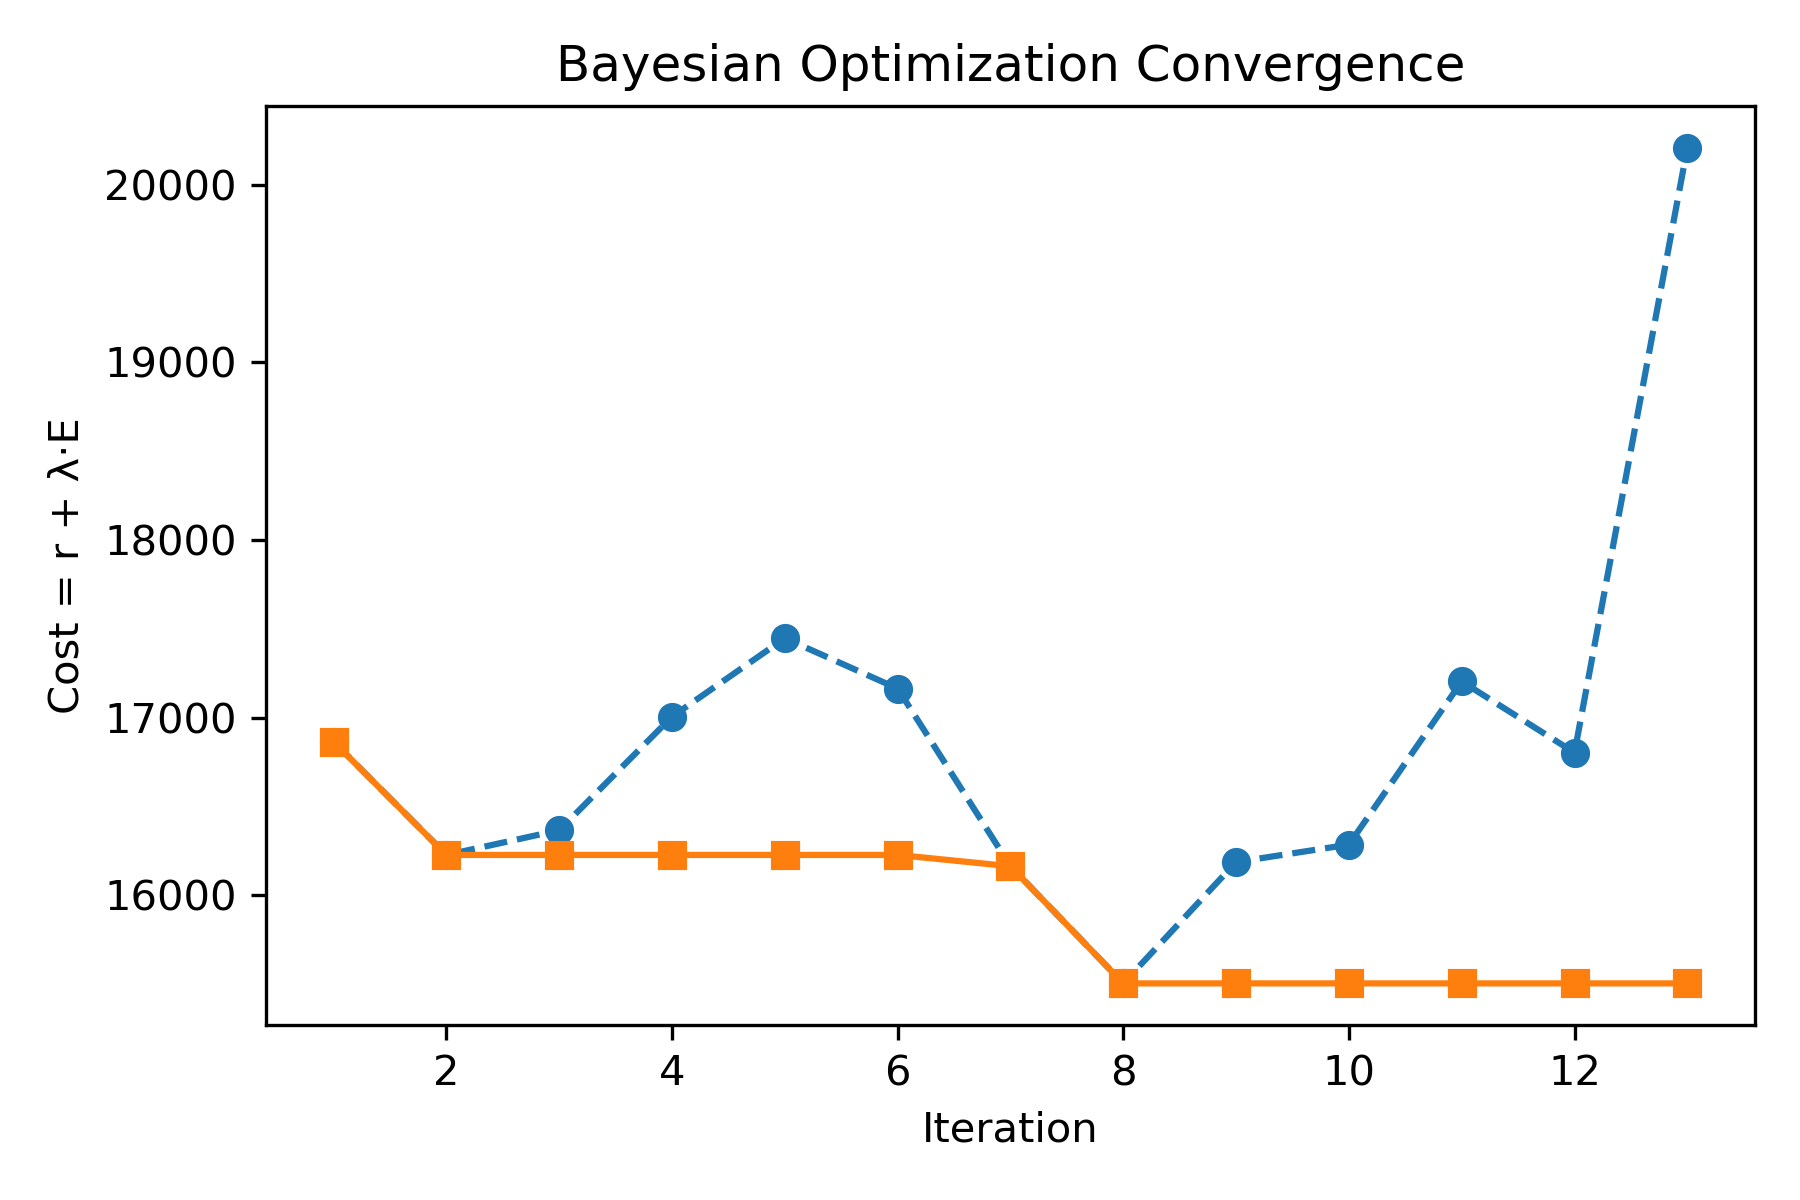 Bayesian Optimization Convergence
Cost = r + λ·E
20000
19000
18000
17000
16000
2 4 6 8 10 12
Iteration